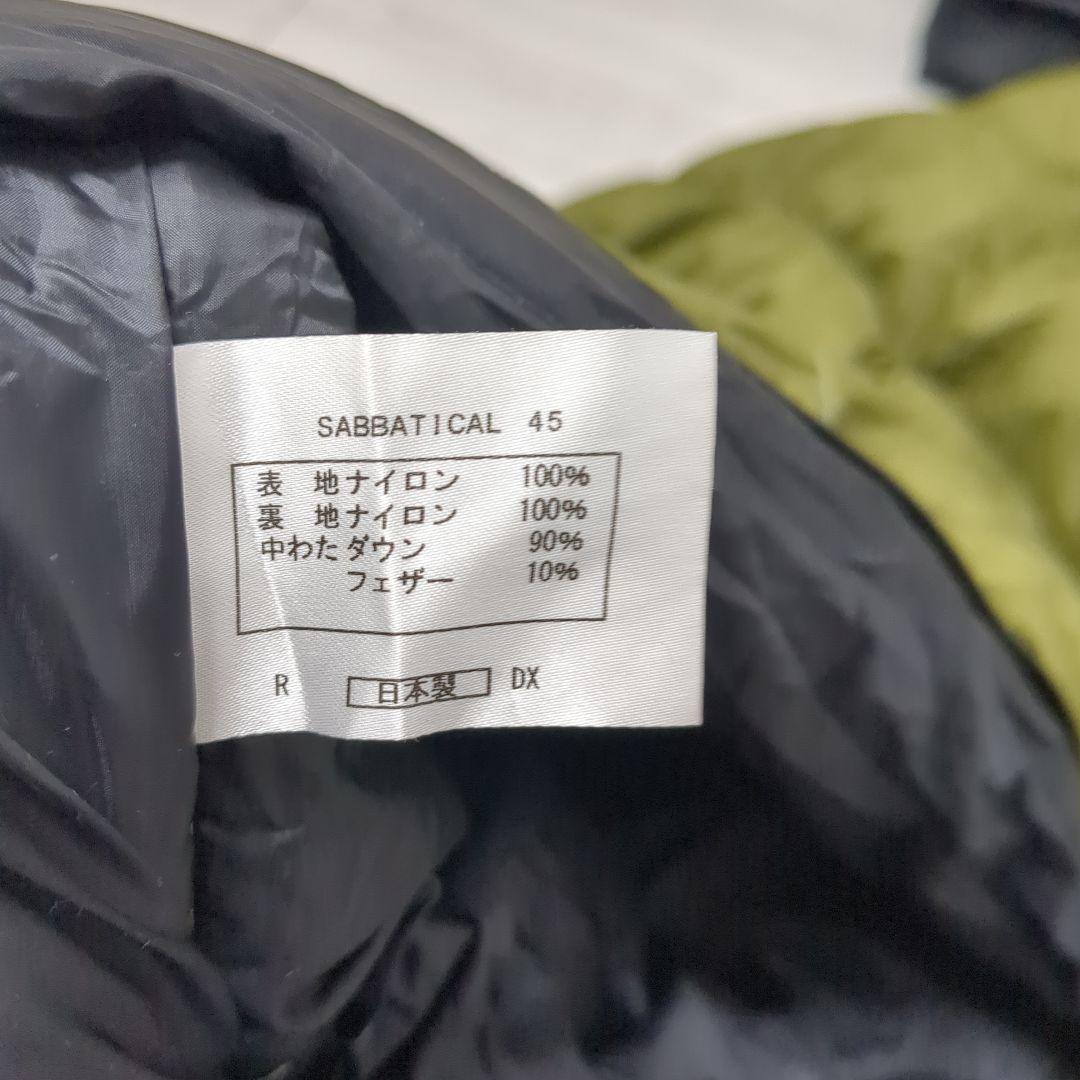 SABBATICAL 45
表 地ナイロン 100%
裏 地ナイロン 100%
中わたダウン 90%
フェザー 10%
R 日本製 DX